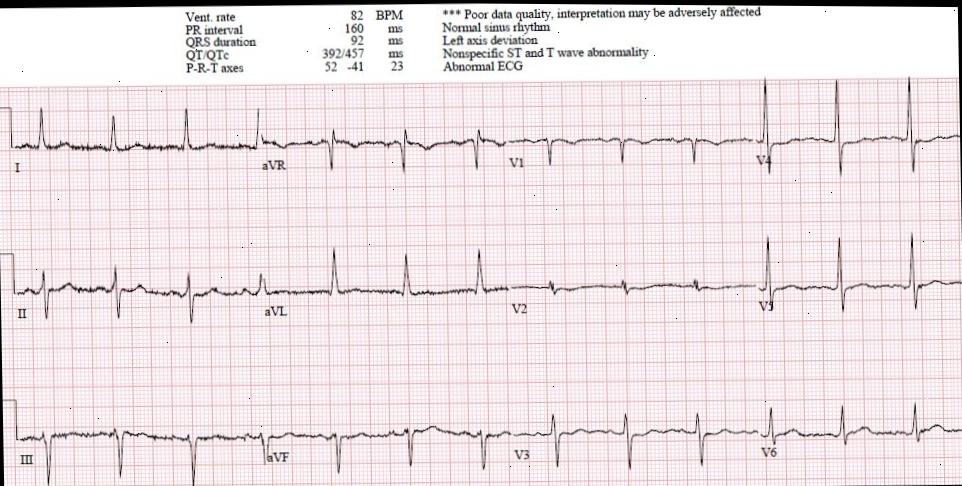 Vent. rate 82 BPM
PR interval 160 ms
QRS duration 92 ms
QT/QTc 392/457 ms
P-R-T axes 52 -41 23
*** Poor data quality, interpretation may be adversely affected
Normal sinus rhythm
Left axis deviation
Nonspecific ST and T wave abnormality
Abnormal ECG
I aVR V1 V4
II aVL V2 V5
III aVF V3 V6